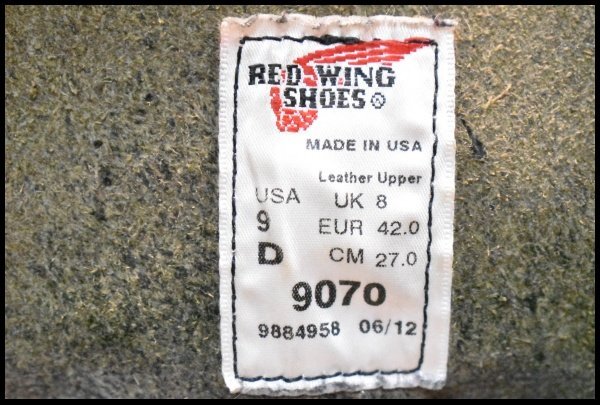 RED WING
SHOES®
MADE IN USA
Leather Upper
USA UK 8
9 EUR 42.0
D CM 27.0
9070
9884958 06/12